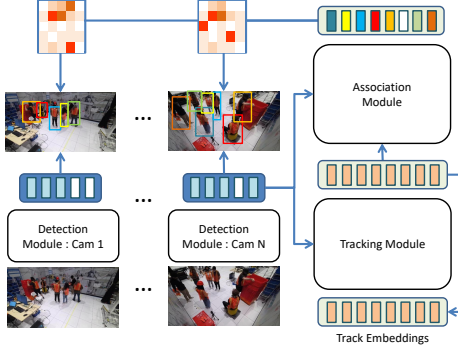 Association
Module
...
...
Detection
Module : Cam 1
...
Detection
Module : Cam N
Tracking Module
Track Embeddings